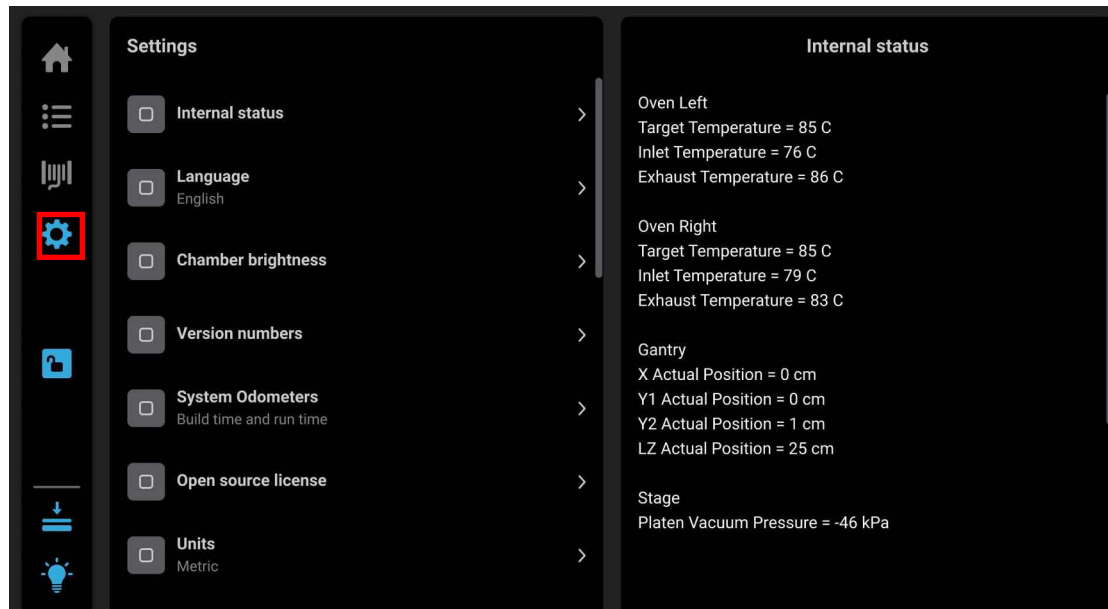 Settings
Internal status
Language
English
Chamber brightness
Version numbers
System Odometers
Build time and run time
Open source license
Units
Metric
Internal status
Oven Left
Target Temperature = 85 C
Inlet Temperature = 76 C
Exhaust Temperature = 86 C
Oven Right
Target Temperature = 85 C
Inlet Temperature = 79 C
Exhaust Temperature = 83 C
Gantry
X Actual Position = 0 cm
Y1 Actual Position = 0 cm
Y2 Actual Position = 1 cm
LZ Actual Position = 25 cm
Stage
Platen Vacuum Pressure = -46 kPa